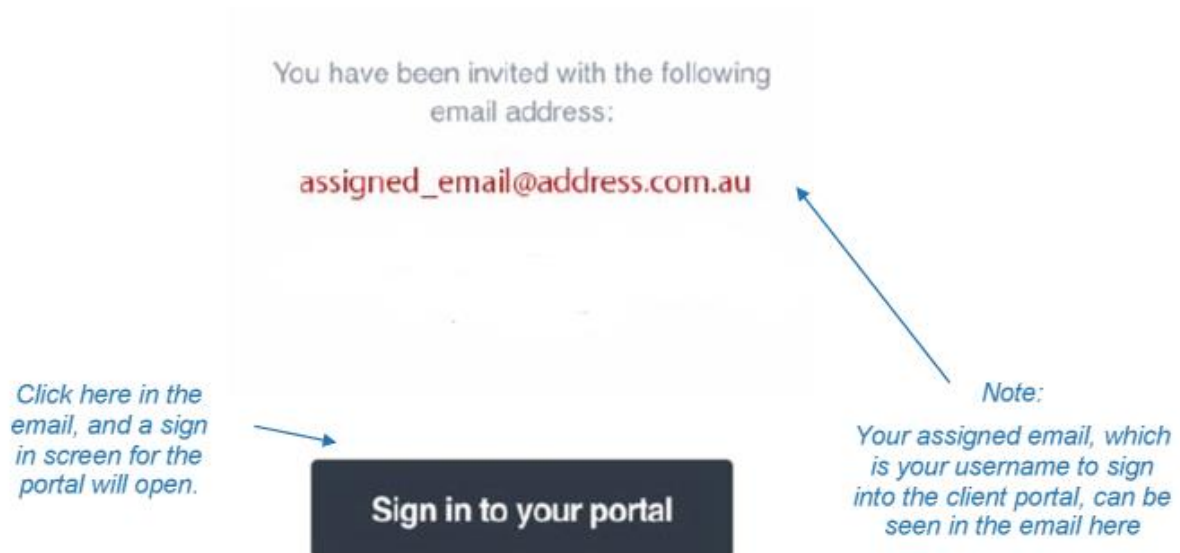 You have been invited with the following
email address:
assigned_email@address.com.au
Click here in the
email, and a sign
in screen for the
portal will open.
Note:
Your assigned email, which
is your username to sign
into the client portal, can be
seen in the email here
Sign in to your portal